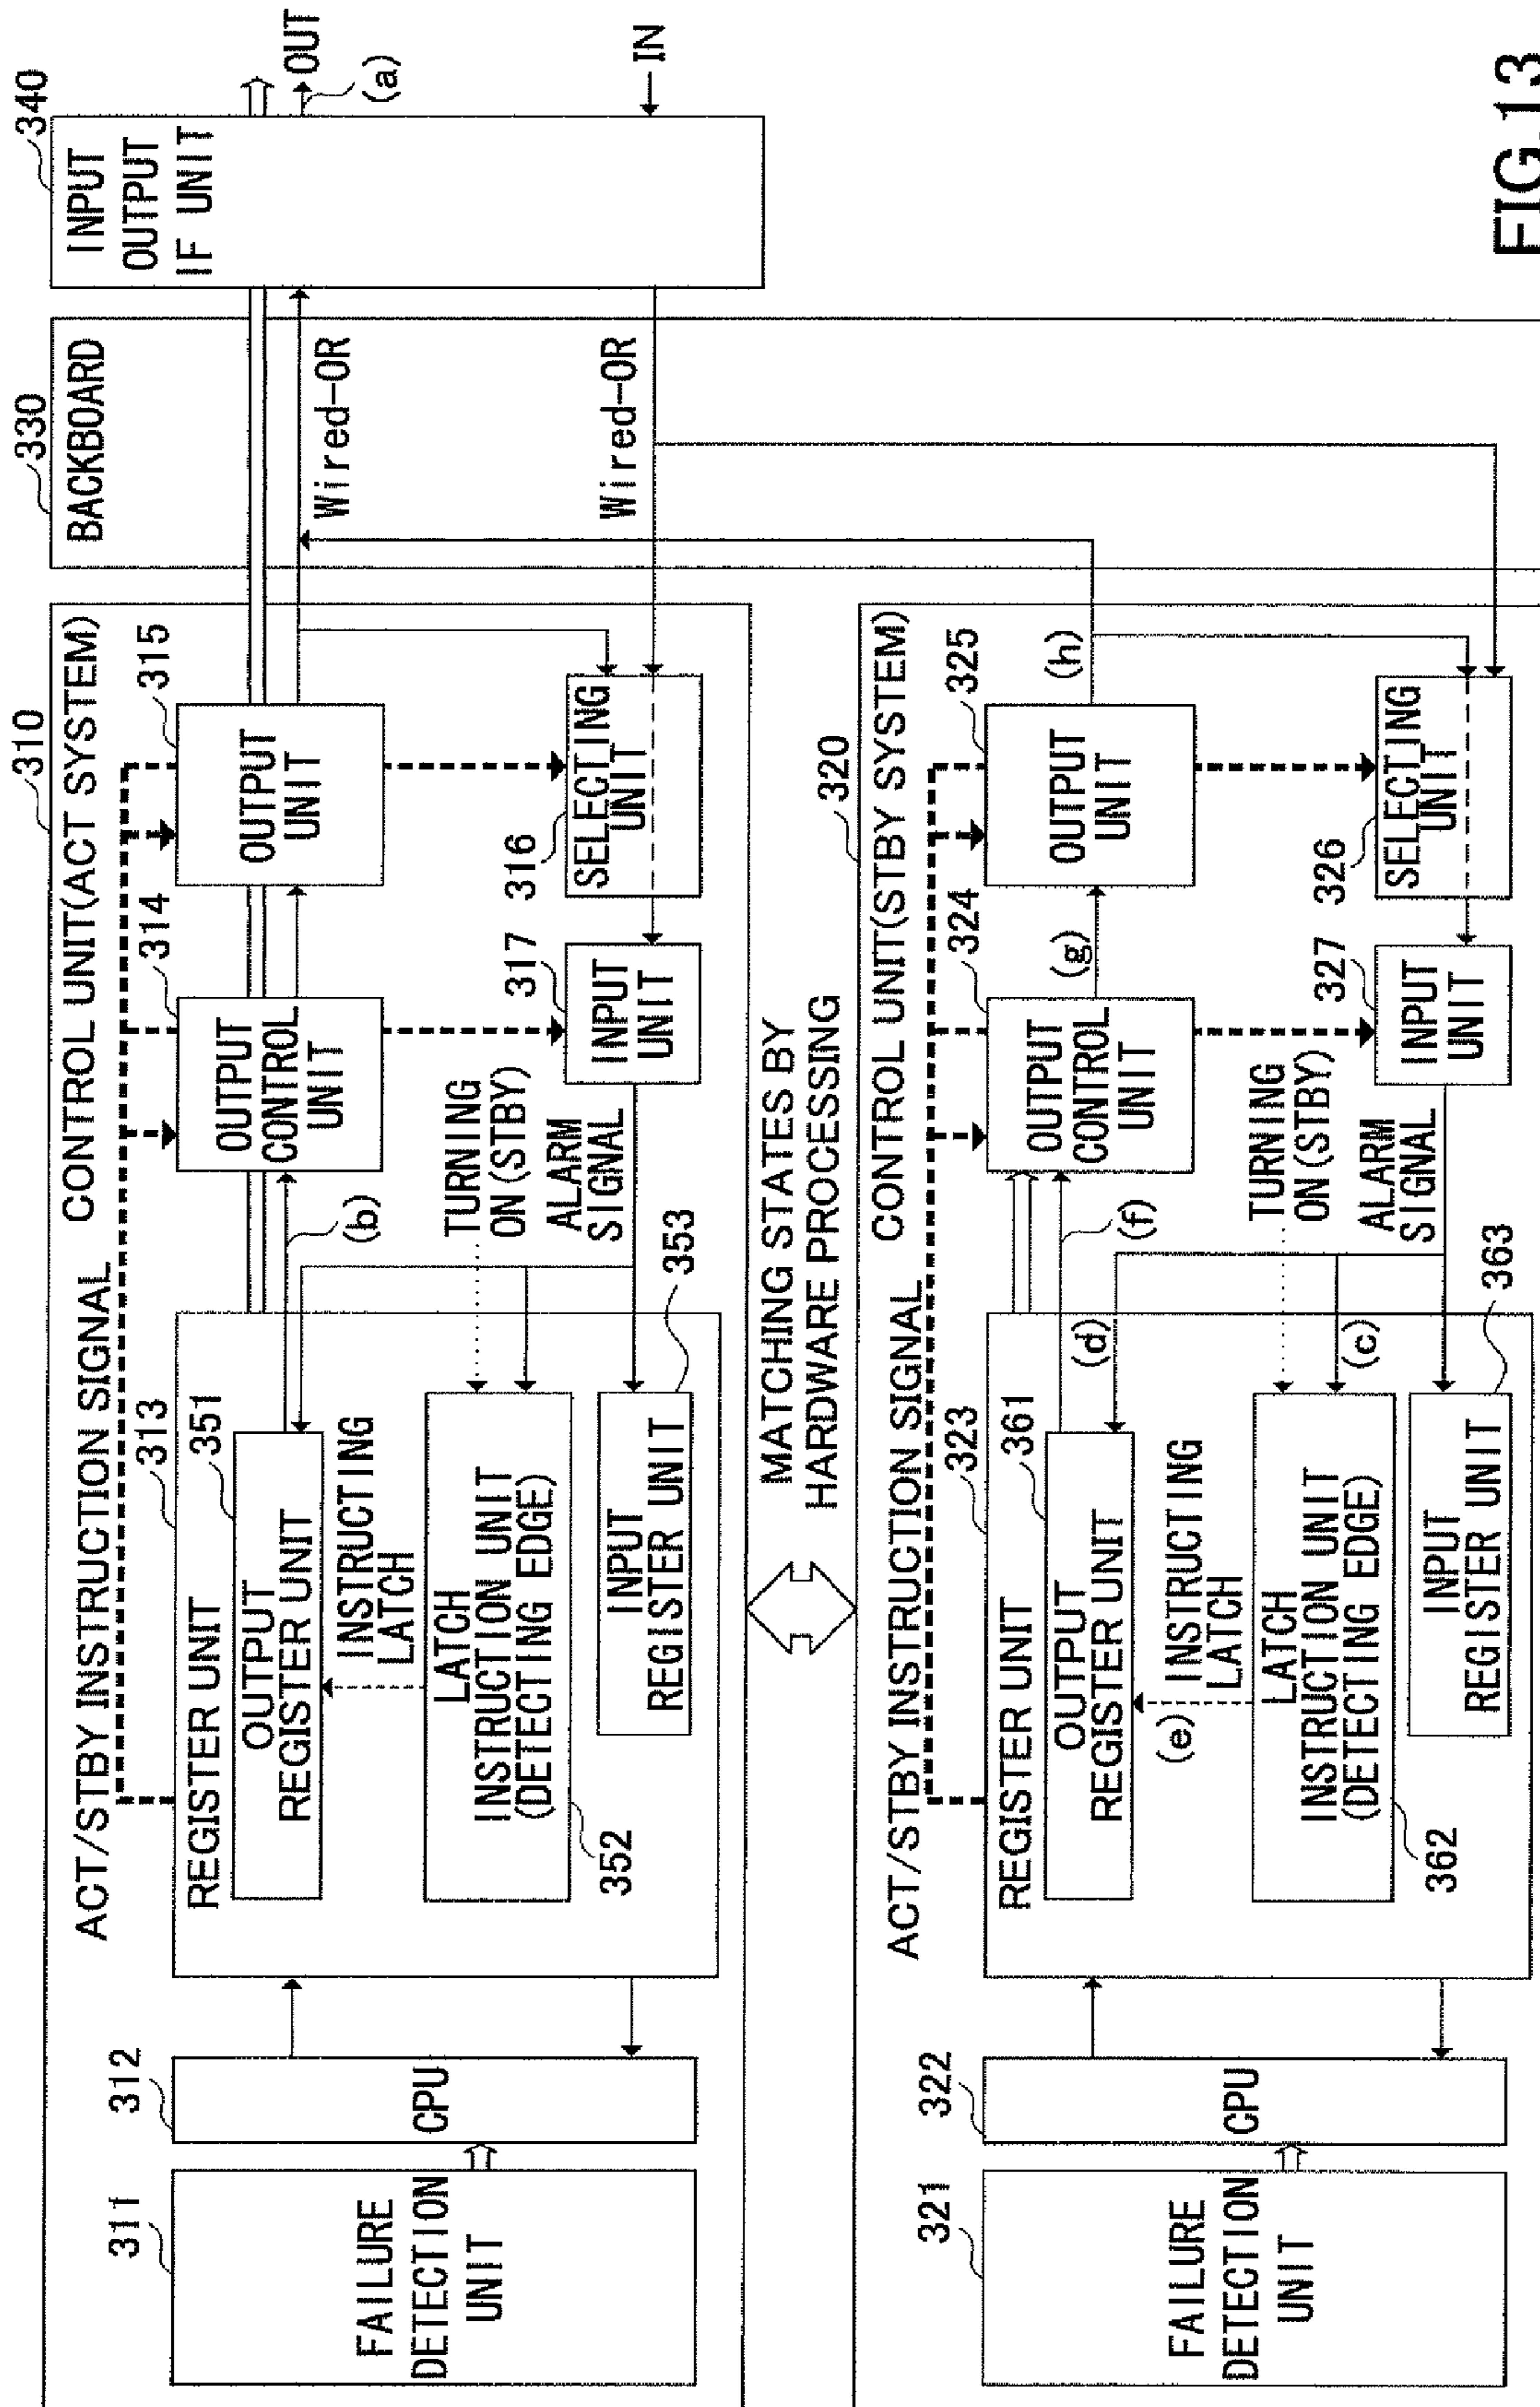 310
CONTROL UNIT(ACT SYSTEM)
ACT/STBY INSTRUCTION SIGNAL
311
FAILURE
DETECTION
UNIT
312
CPU
313
REGISTER UNIT
351
OUTPUT
REGISTER UNIT
INSTRUCTING
LATCH
LATCH
INSTRUCTION UNIT
(DETECTING EDGE)
352
INPUT
REGISTER UNIT
353
(b)
TURNING
ON(STBY)
ALARM
SIGNAL
314
OUTPUT
CONTROL
UNIT
315
OUTPUT
UNIT
316
SELECTING
UNIT
317
INPUT
UNIT
330
BACKBOARD
Wired-OR
Wired-OR
340
INPUT
OUTPUT
IF UNIT
OUT
(a)
IN
MATCHING STATES BY
HARDWARE PROCESSING
320
CONTROL UNIT(STBY SYSTEM)
ACT/STBY INSTRUCTION SIGNAL
321
FAILURE
DETECTION
UNIT
322
CPU
323
REGISTER UNIT
361
OUTPUT
REGISTER UNIT
(e)
INSTRUCTING
LATCH
LATCH
INSTRUCTION UNIT
(DETECTING EDGE)
362
INPUT
REGISTER UNIT
363
(d)
(c)
(f)
TURNING
ON(STBY)
ALARM
SIGNAL
324
OUTPUT
CONTROL
UNIT
(g)
325
OUTPUT
UNIT
(h)
326
SELECTING
UNIT
327
INPUT
UNIT
FIG.13